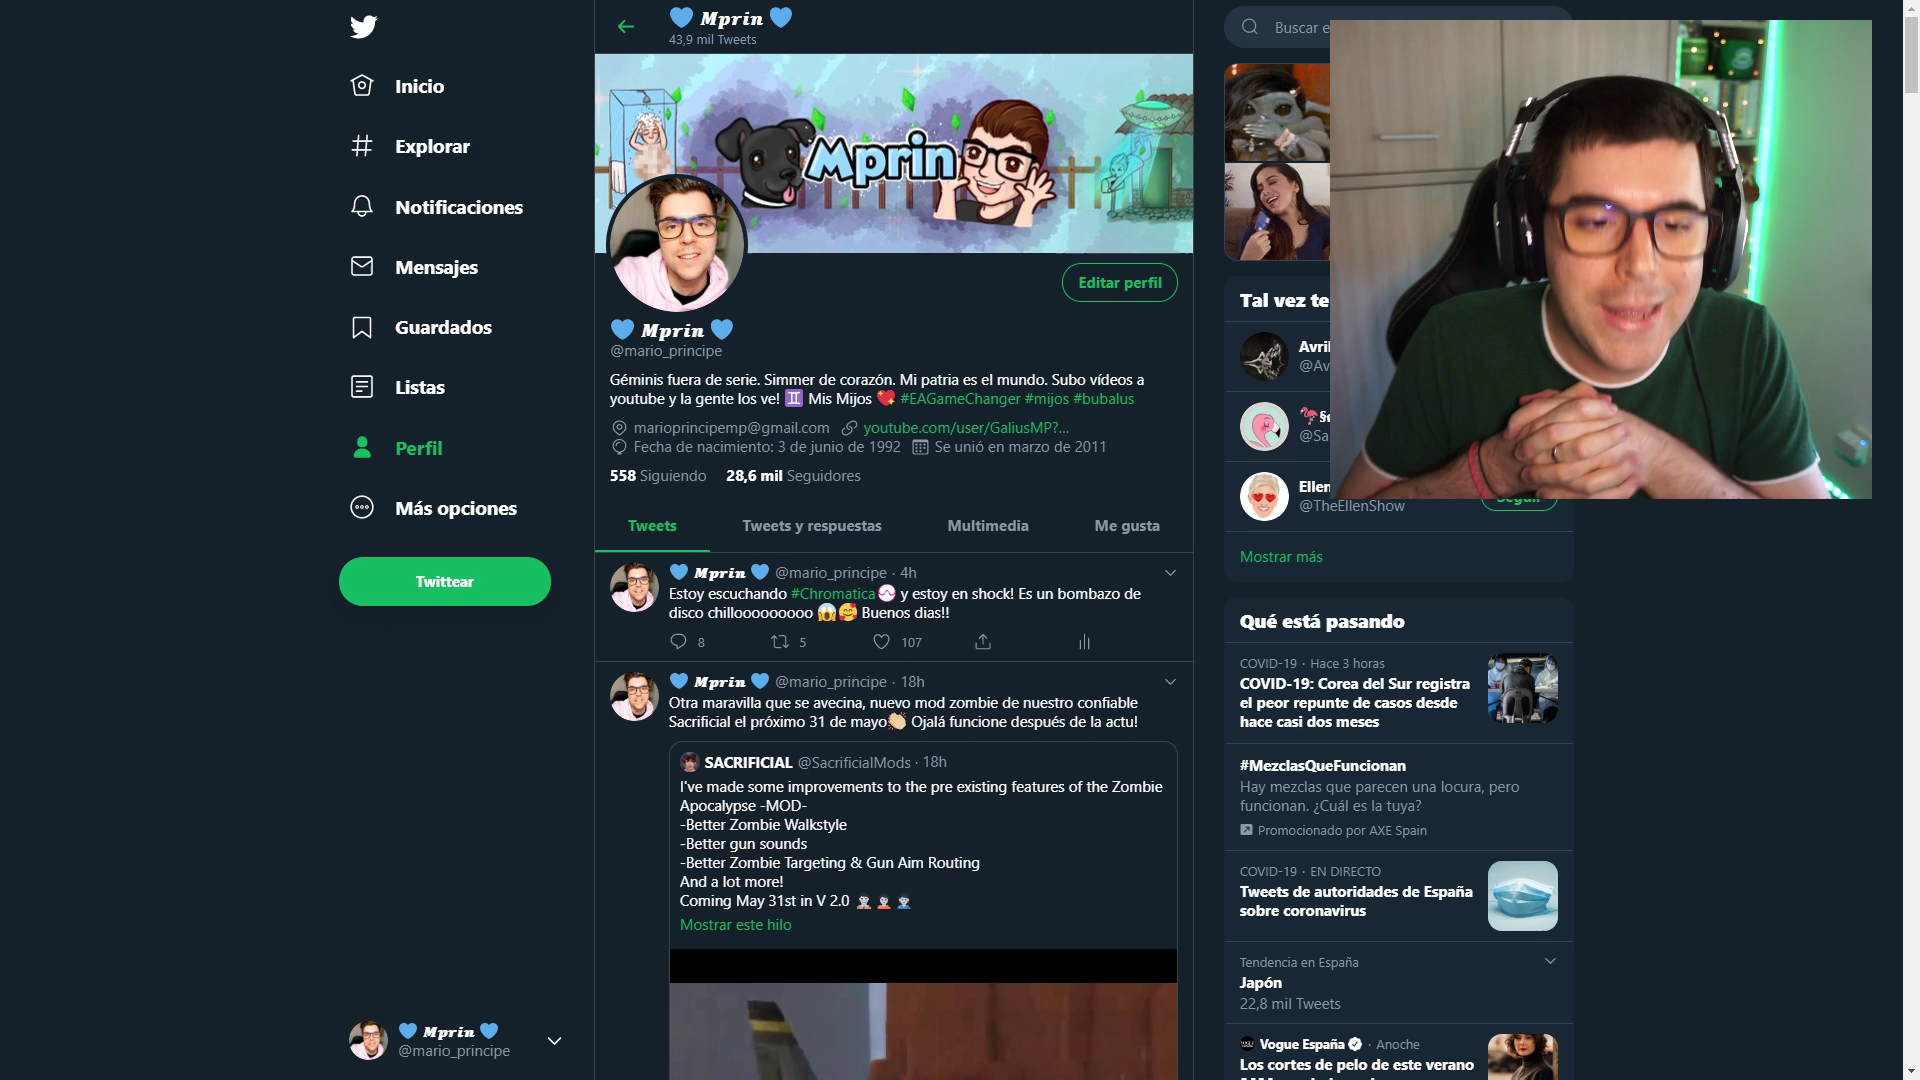 Inicio
Explorar
Notificaciones
Mensajes
Guardados
Listas
Perfil
Más opciones
Twittear
💙 Mprin 💙
@mario_principe
💙 Mprin 💙
43,9 mil Tweets
Mprin
Editar perfil
💙 Mprin 💙
@mario_principe
Géminis fuera de serie. Simmer de corazón. Mi patria es el mundo. Subo vídeos a
youtube y la gente los ve! ♊ Mis Mijos 💖 #EAGameChanger #mijos #bubalus
marioprincipemp@gmail.com youtube.com/user/GaliusMP?...
Fecha de nacimiento: 3 de junio de 1992 Se unió en marzo de 2011
558 Siguiendo 28,6 mil Seguidores
Tweets Tweets y respuestas Multimedia Me gusta
💙 Mprin 💙 @mario_principe · 4h
Estoy escuchando #Chromatica y estoy en shock! Es un bombazo de
disco chillooooooooo 😱🥰 Buenos dias!!
8 5 107
💙 Mprin 💙 @mario_principe · 18h
Otra maravilla que se avecina, nuevo mod zombie de nuestro confiable
Sacrificial el próximo 31 de mayo👏🏻 Ojalá funcione después de la actu!
SACRIFICIAL @SacrificialMods · 18h
I've made some improvements to the pre existing features of the Zombie
Apocalypse -MOD-
-Better Zombie Walkstyle
-Better gun sounds
-Better Zombie Targeting & Gun Aim Routing
And a lot more!
Coming May 31st in V 2.0
Mostrar este hilo
Buscar e
Tal vez te
Avril
@Av
@Sa
Ellen
@TheEllenShow
Seguir
Mostrar más
Qué está pasando
COVID-19 · Hace 3 horas
COVID-19: Corea del Sur registra
el peor repunte de casos desde
hace casi dos meses
#MezclasQueFuncionan
Hay mezclas que parecen una locura, pero
funcionan. ¿Cuál es la tuya?
Promocionado por AXE Spain
COVID-19 · EN DIRECTO
Tweets de autoridades de España
sobre coronavirus
Tendencia en España
Japón
22,8 mil Tweets
Vogue España · Anoche
Los cortes de pelo de este verano